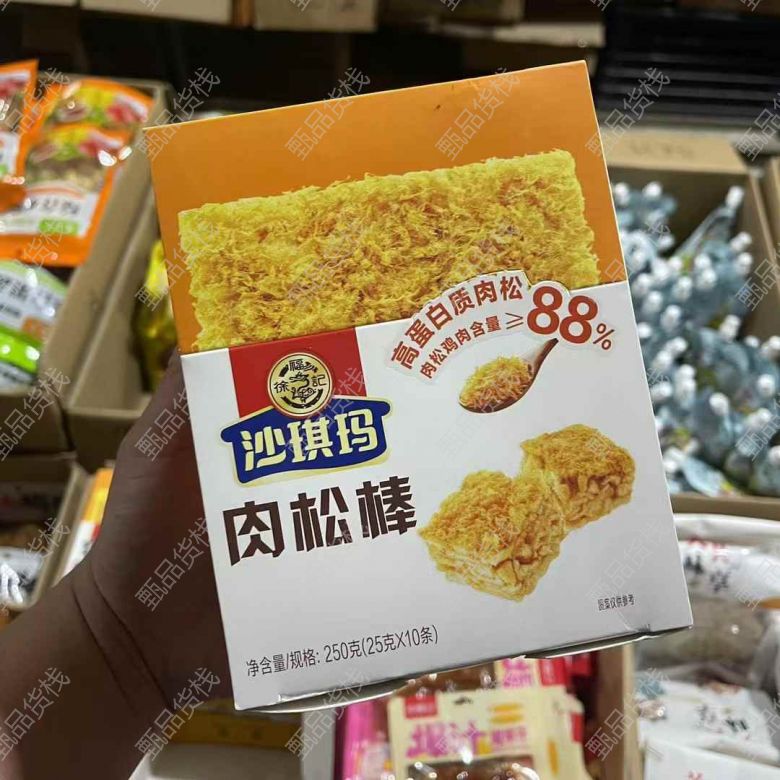 高蛋白质肉松
肉松鸡肉含量≥88%
徐福记
沙琪玛
肉松棒
图案仅供参考
净含量/规格: 250克(25克X10条)
甄品货栈